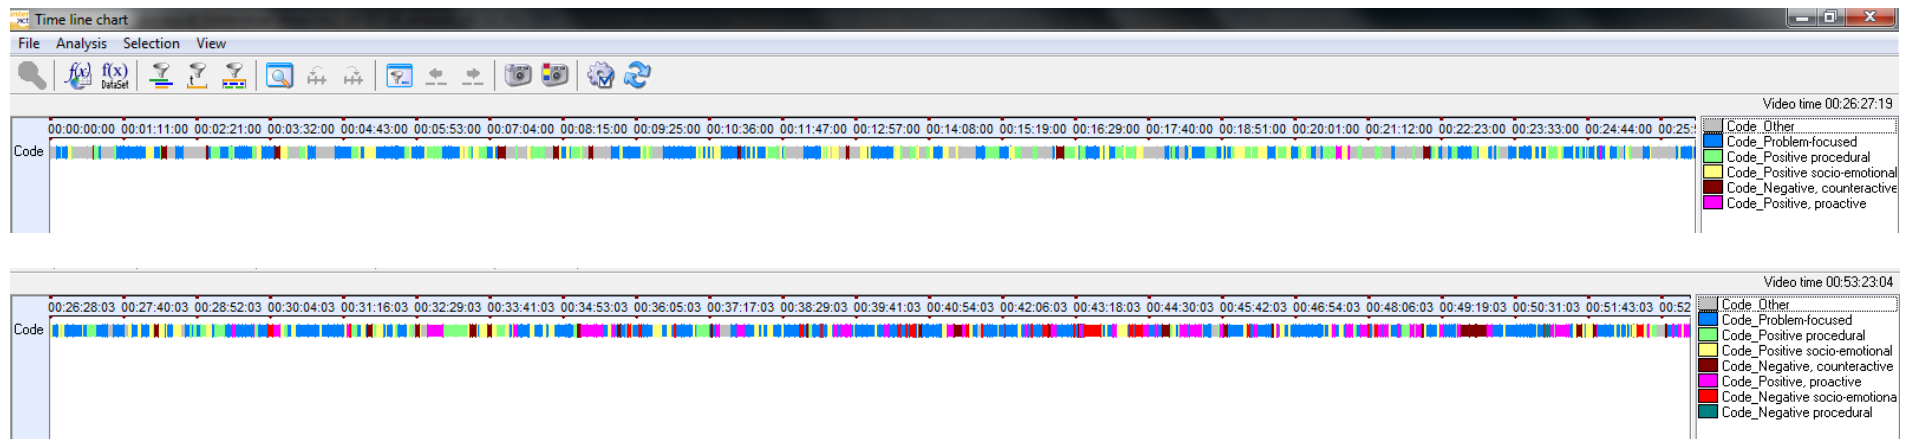 Time line chart
File Analysis Selection View
f(x) f(x) DataSet
Video time 00:26:27:19
00:00:00:00 00:01:11:00 00:02:21:00 00:03:32:00 00:04:43:00 00:05:53:00 00:07:04:00 00:08:15:00 00:09:25:00 00:10:36:00 00:11:47:00 00:12:57:00 00:14:08:00 00:15:19:00 00:16:29:00 00:17:40:00 00:18:51:00 00:20:01:00 00:21:12:00 00:22:23:00 00:23:33:00 00:24:44:00 00:25:
Code
Code_Other
Code_Problem-focused
Code_Positive procedural
Code_Positive socio-emotional
Code_Negative, counteractive
Code_Positive, proactive
Video time 00:53:23:04
00:26:28:03 00:27:40:03 00:28:52:03 00:30:04:03 00:31:16:03 00:32:29:03 00:33:41:03 00:34:53:03 00:36:05:03 00:37:17:03 00:38:29:03 00:39:41:03 00:40:54:03 00:42:06:03 00:43:18:03 00:44:30:03 00:45:42:03 00:46:54:03 00:48:06:03 00:49:19:03 00:50:31:03 00:51:43:03 00:52
Code
Code_Other
Code_Problem-focused
Code_Positive procedural
Code_Positive socio-emotional
Code_Negative, counteractive
Code_Positive, proactive
Code_Negative socio-emotiona
Code_Negative procedural